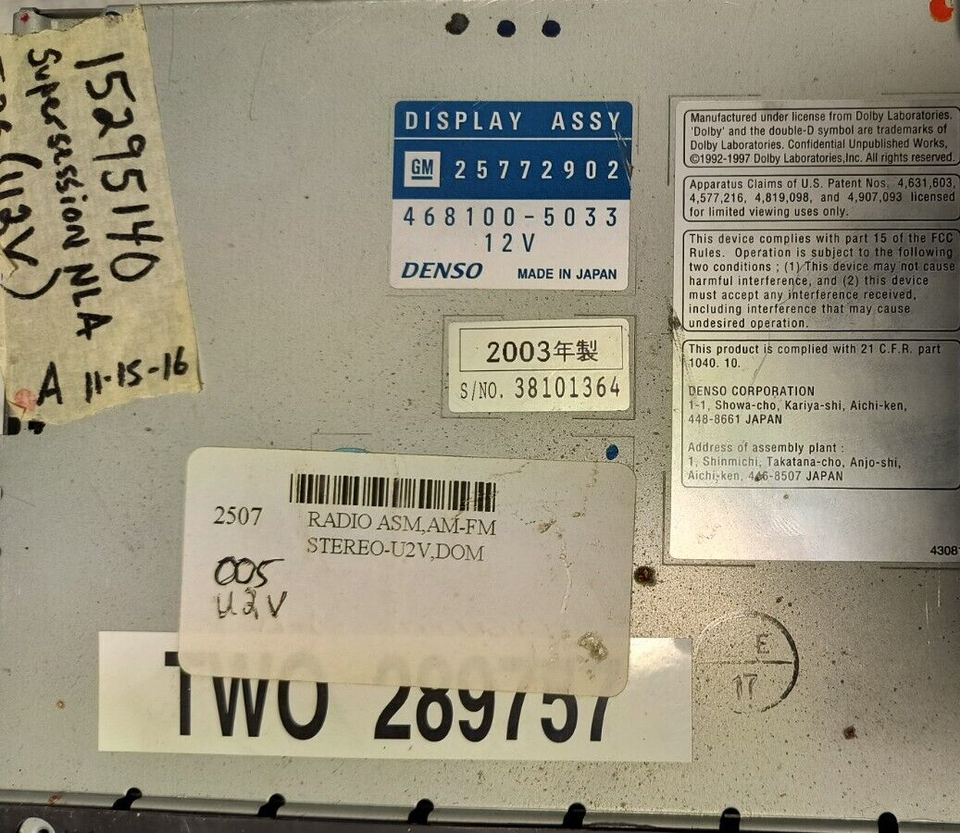 15295140
Supersession NLA
(U2V)
A 11-15-16
DISPLAY ASSY
GM 25772902
468100-5033
12V
DENSO MADE IN JAPAN
2003年製
S/NO. 38101364
Manufactured under license from Dolby Laboratories.
'Dolby' and the double-D symbol are trademarks of
Dolby Laboratories. Confidential Unpublished Works,
©1992-1997 Dolby Laboratories,Inc. All rights reserved.
Apparatus Claims of U.S. Patent Nos. 4,631,603,
4,577,216, 4,819,098, and 4,907,093 licensed
for limited viewing uses only.
This device complies with part 15 of the FCC
Rules. Operation is subject to the following
two conditions ; (1) This device may not cause
harmful interference, and (2) this device
must accept any interference received,
including interference that may cause
undesired operation.
This product is complied with 21 C.F.R. part
1040. 10.
DENSO CORPORATION
1-1, Showa-cho, Kariya-shi, Aichi-ken,
448-8661 JAPAN
Address of assembly plant :
1, Shinmichi, Takatana-cho, Anjo-shi,
Aichi-ken, 446-8507 JAPAN
4308
2507 RADIO ASM,AM-FM
STEREO-U2V,DOM
005
U2V
TWO 289757
E
17